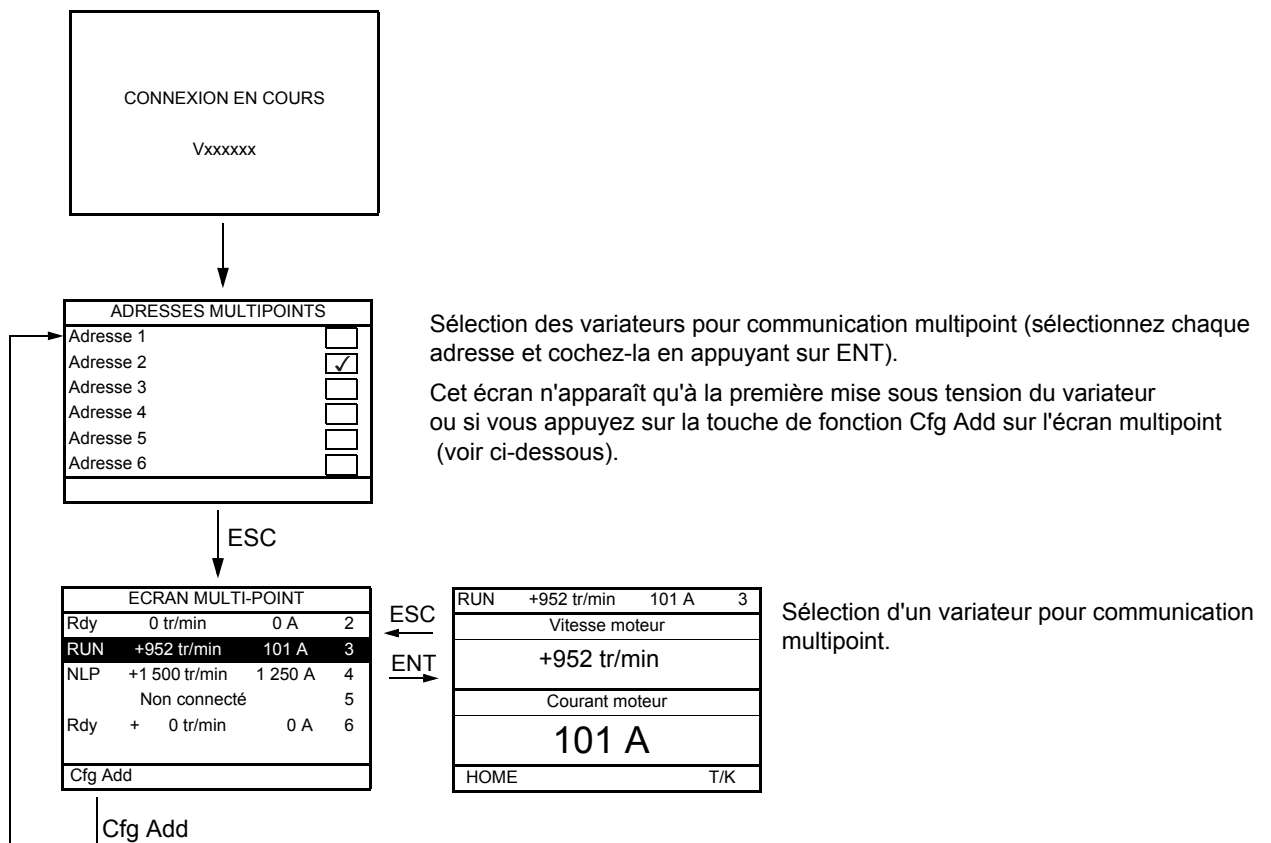 CONNEXION EN COURS
Vxxxxxx
ADRESSES MULTIPOINTS
Adresse 1
Adresse 2 ✓
Adresse 3
Adresse 4
Adresse 5
Adresse 6
Sélection des variateurs pour communication multipoint (sélectionnez chaque
adresse et cochez-la en appuyant sur ENT).
Cet écran n'apparaît qu'à la première mise sous tension du variateur
ou si vous appuyez sur la touche de fonction Cfg Add sur l'écran multipoint
(voir ci-dessous).
ESC
ECRAN MULTI-POINT
Rdy 0 tr/min 0 A 2
RUN +952 tr/min 101 A 3
NLP +1 500 tr/min 1 250 A 4
Non connecté 5
Rdy + 0 tr/min 0 A 6
Cfg Add
ESC
ENT
RUN +952 tr/min 101 A 3
Vitesse moteur
+952 tr/min
Courant moteur
101 A
HOME T/K
Sélection d'un variateur pour communication
multipoint.
Cfg Add